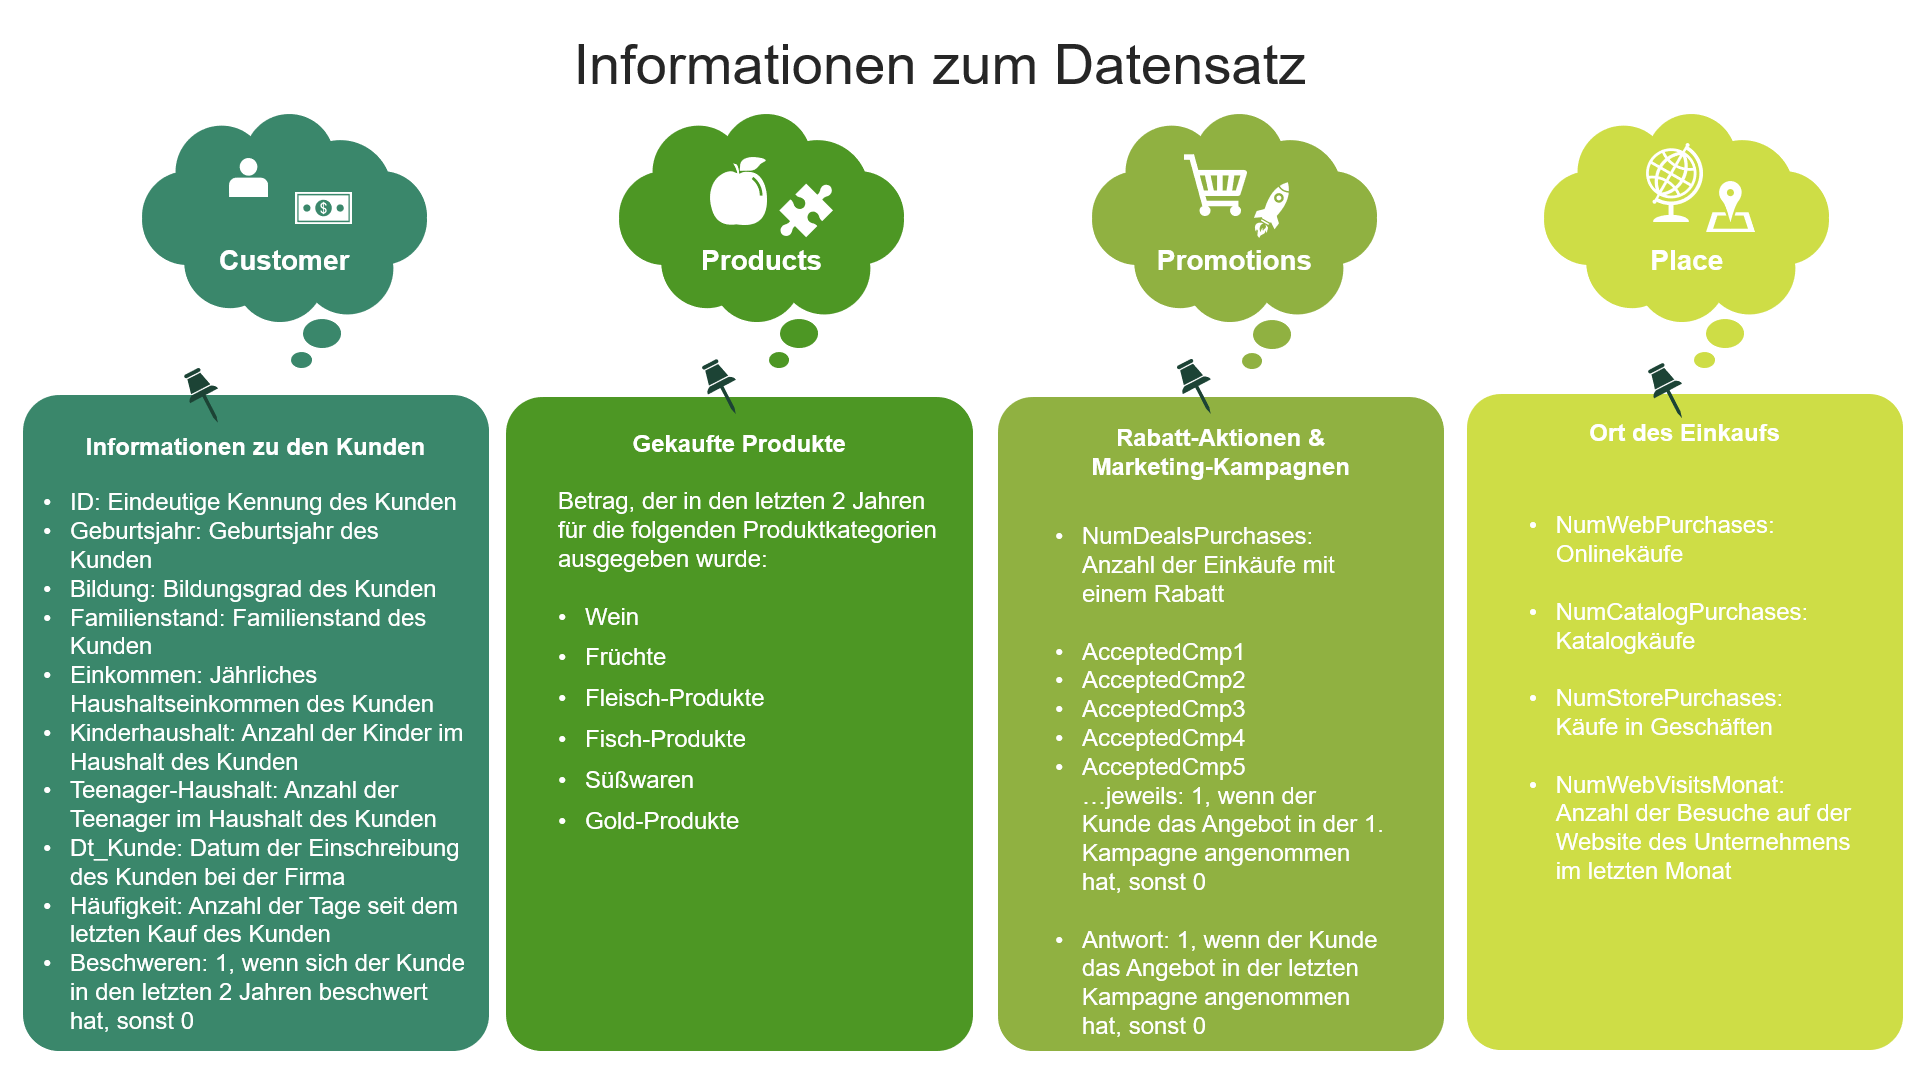 Informationen zum Datensatz
$
Customer
Informationen zu den Kunden
• ID: Eindeutige Kennung des Kunden
• Geburtsjahr: Geburtsjahr des
Kunden
• Bildung: Bildungsgrad des Kunden
• Familienstand: Familienstand des
Kunden
• Einkommen: Jährliches
Haushaltseinkommen des Kunden
• Kinderhaushalt: Anzahl der Kinder im
Haushalt des Kunden
• Teenager-Haushalt: Anzahl der
Teenager im Haushalt des Kunden
• Dt_Kunde: Datum der Einschreibung
des Kunden bei der Firma
• Häufigkeit: Anzahl der Tage seit dem
letzten Kauf des Kunden
• Beschweren: 1, wenn sich der Kunde
in den letzten 2 Jahren beschwert
hat, sonst 0
Products
Gekaufte Produkte
Betrag, der in den letzten 2 Jahren
für die folgenden Produktkategorien
ausgegeben wurde:
• Wein
• Früchte
• Fleisch-Produkte
• Fisch-Produkte
• Süßwaren
• Gold-Produkte
Promotions
Rabatt-Aktionen &
Marketing-Kampagnen
• NumDealsPurchases:
Anzahl der Einkäufe mit
einem Rabatt
• AcceptedCmp1
• AcceptedCmp2
• AcceptedCmp3
• AcceptedCmp4
• AcceptedCmp5
…jeweils: 1, wenn der
Kunde das Angebot in der 1.
Kampagne angenommen
hat, sonst 0
• Antwort: 1, wenn der Kunde
das Angebot in der letzten
Kampagne angenommen
hat, sonst 0
Place
Ort des Einkaufs
• NumWebPurchases:
Onlinekäufe
• NumCatalogPurchases:
Katalogkäufe
• NumStorePurchases:
Käufe in Geschäften
• NumWebVisitsMonat:
Anzahl der Besuche auf der
Website des Unternehmens
im letzten Monat